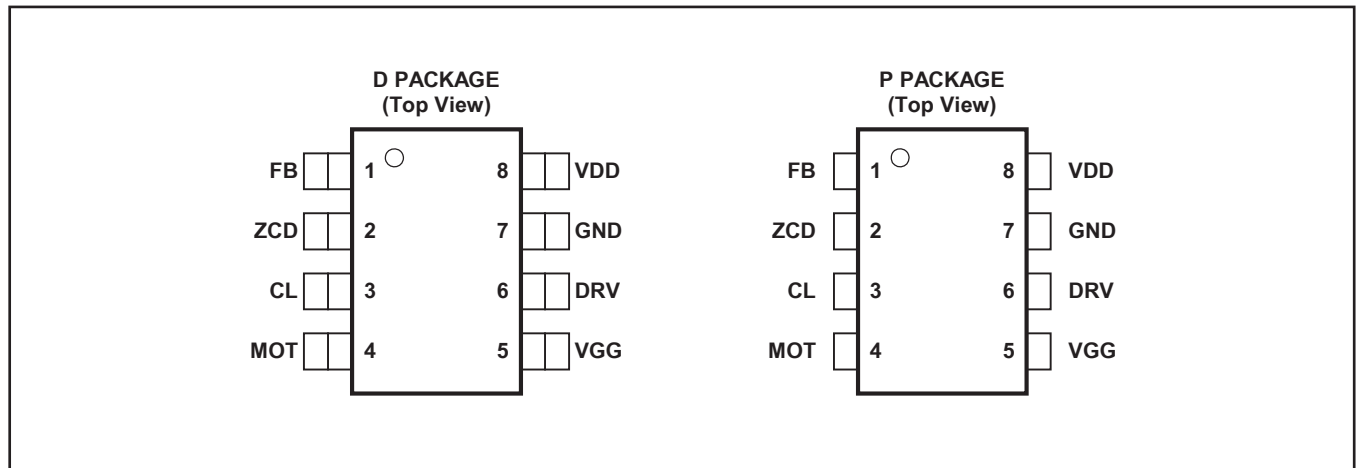 D PACKAGE
(Top View)
FB 1 8 VDD
ZCD 2 7 GND
CL 3 6 DRV
MOT 4 5 VGG
P PACKAGE
(Top View)
FB 1 8 VDD
ZCD 2 7 GND
CL 3 6 DRV
MOT 4 5 VGG